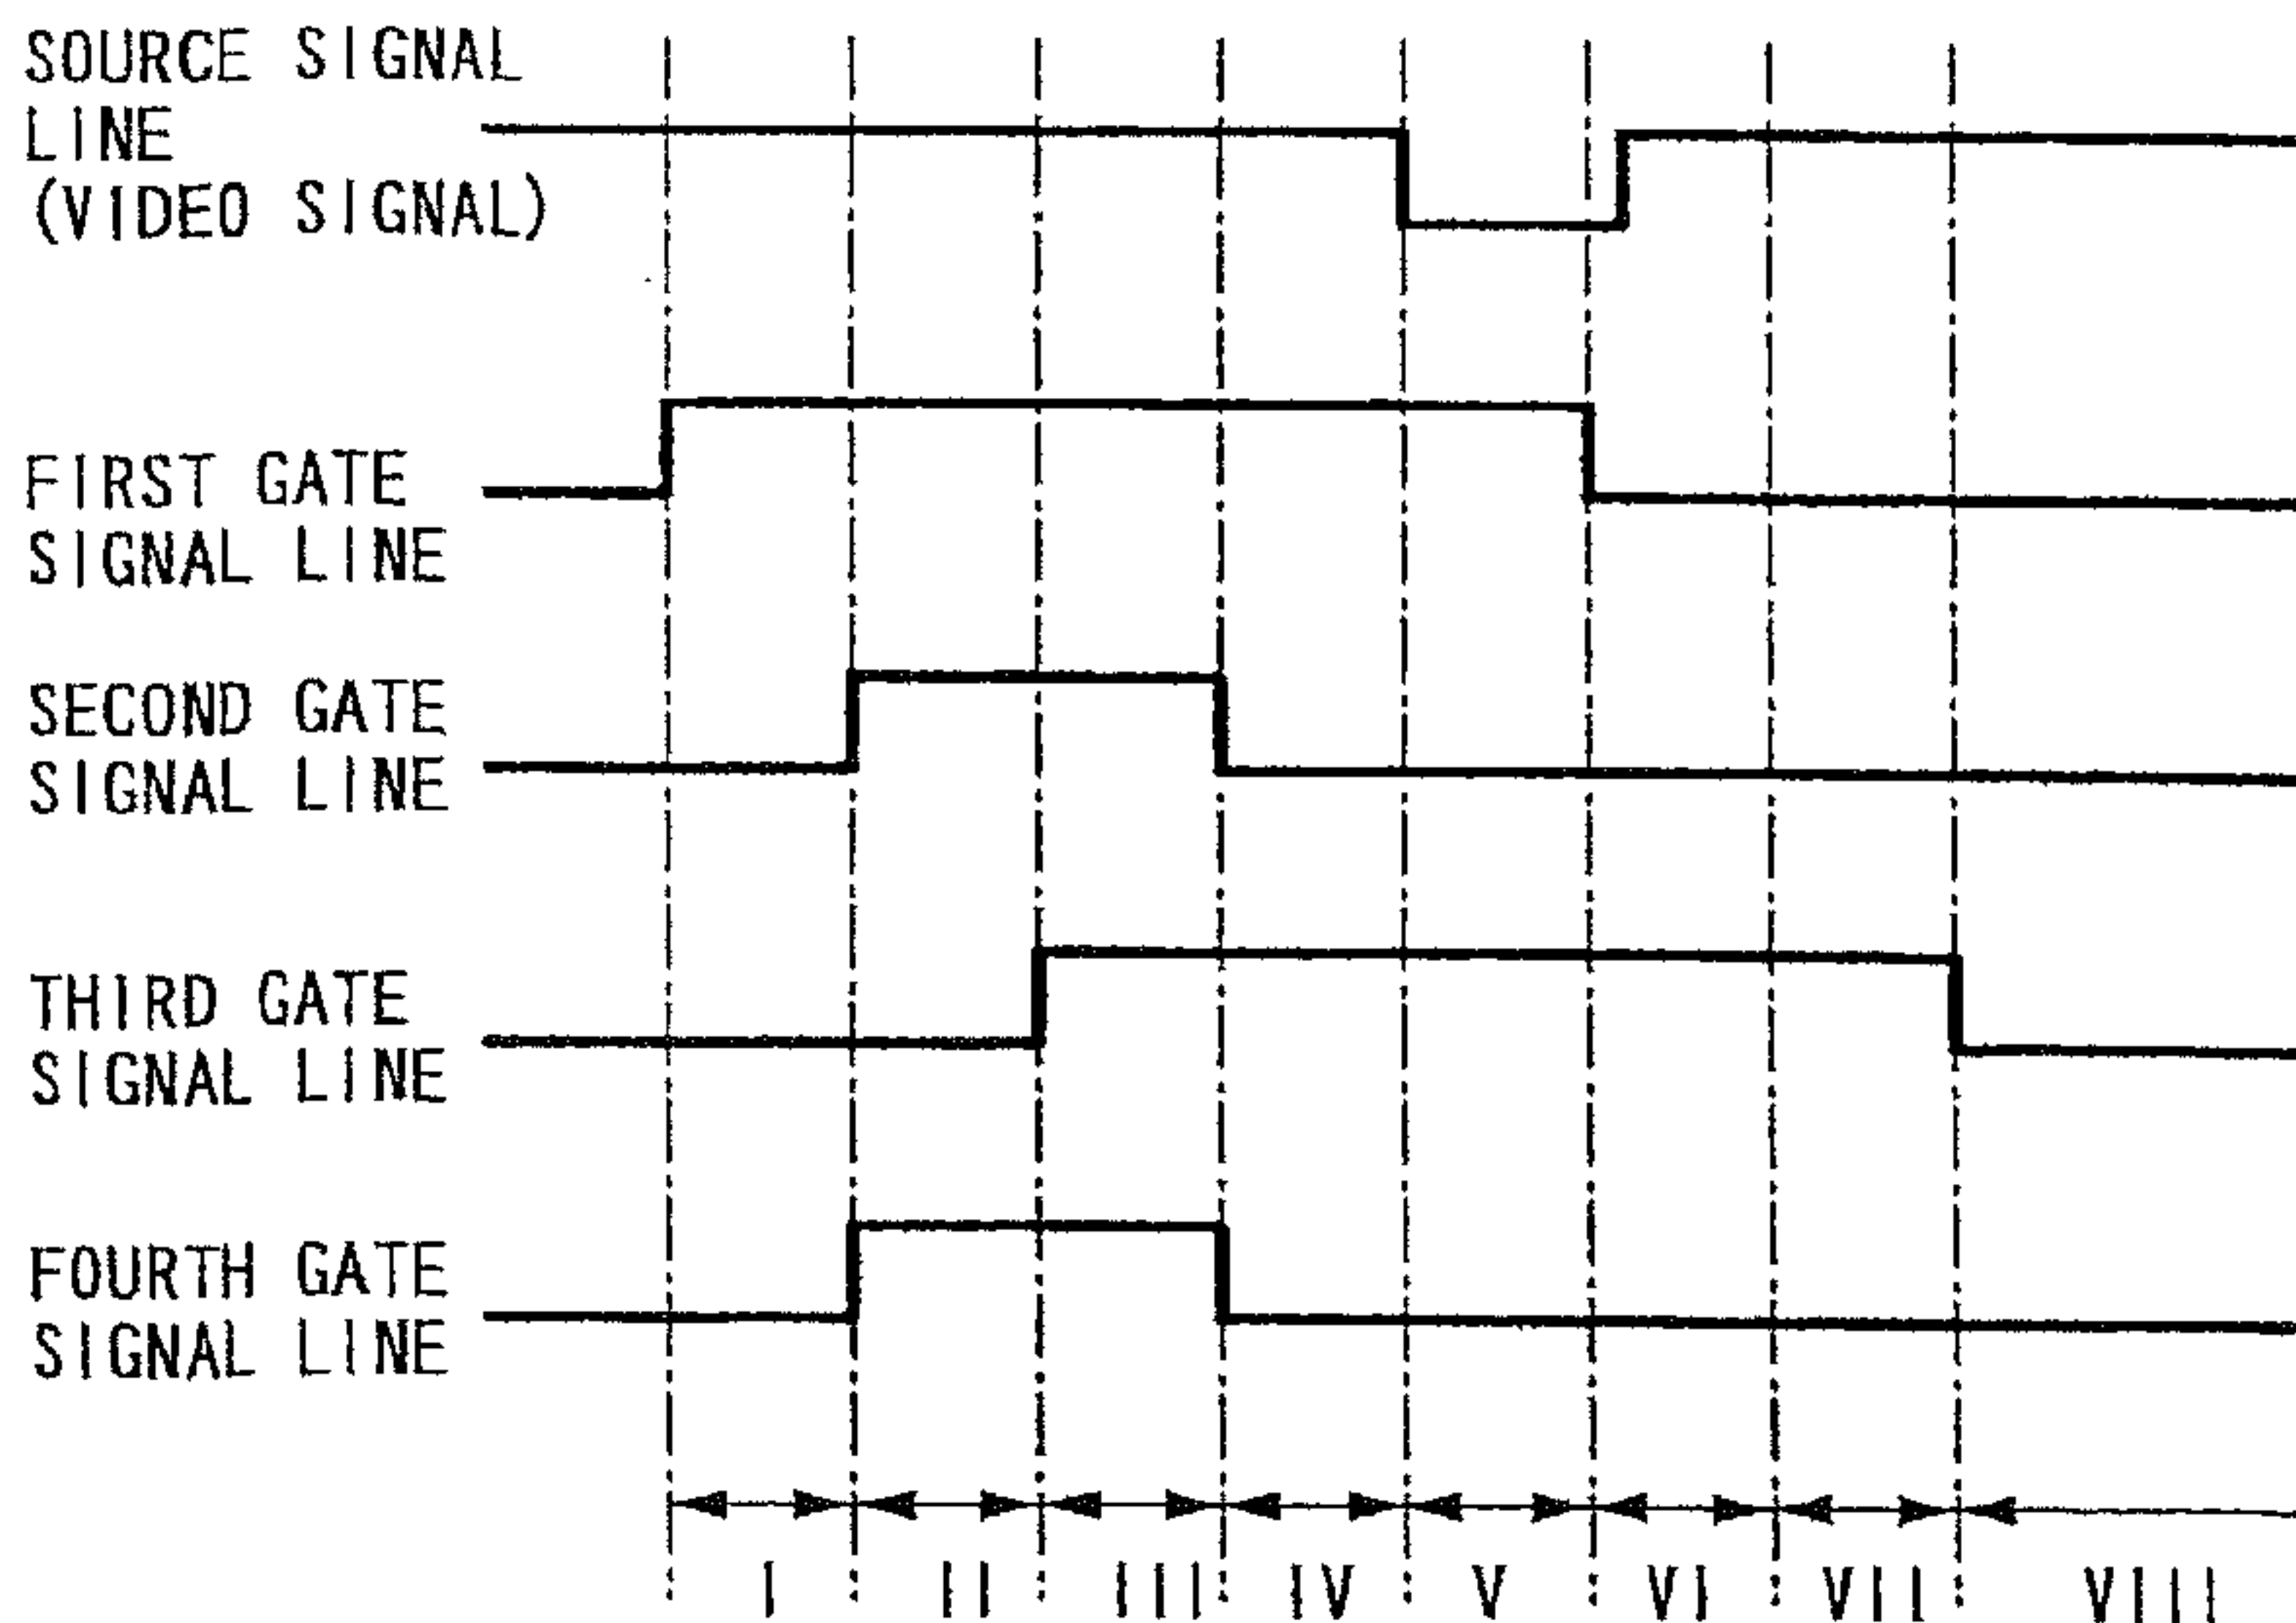 SOURCE SIGNAL
LINE
(VIDEO SIGNAL)
FIRST GATE
SIGNAL LINE
SECOND GATE
SIGNAL LINE
THIRD GATE
SIGNAL LINE
FOURTH GATE
SIGNAL LINE
I II III IV V VI VII VIII